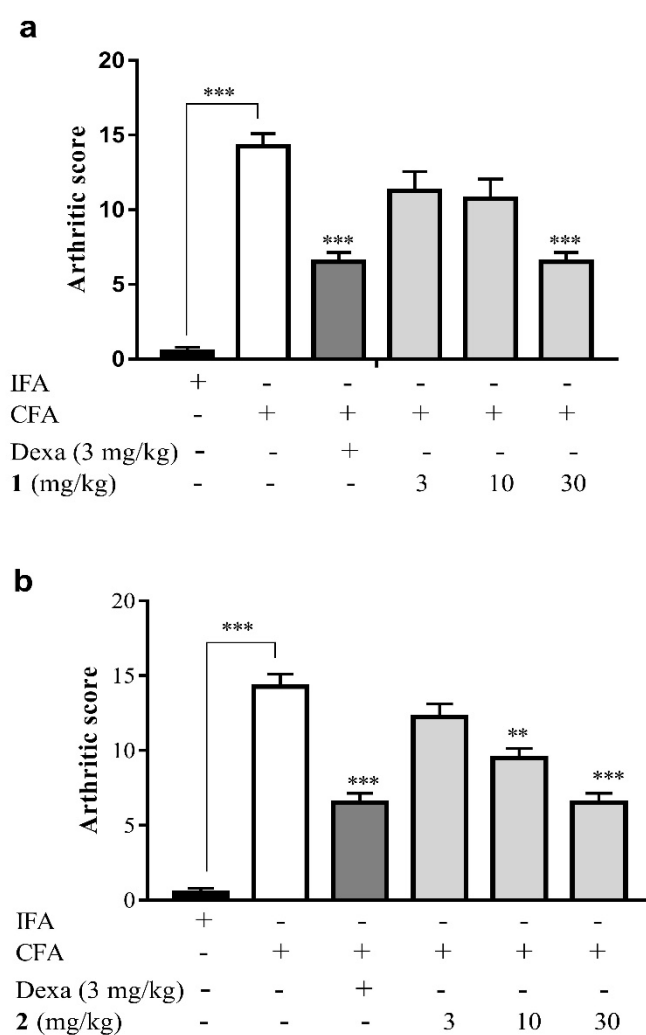 a
20
***
15
Arthritic score
10
***
***
5
0
IFA + - - - - -
CFA - + + + + +
Dexa (3 mg/kg) - - + - - -
1 (mg/kg) - - - 3 10 30
b
20
***
15
Arthritic score
10
**
***
***
5
0
IFA + - - - - -
CFA - + + + + +
Dexa (3 mg/kg) - - + - - -
2 (mg/kg) - - - 3 10 30